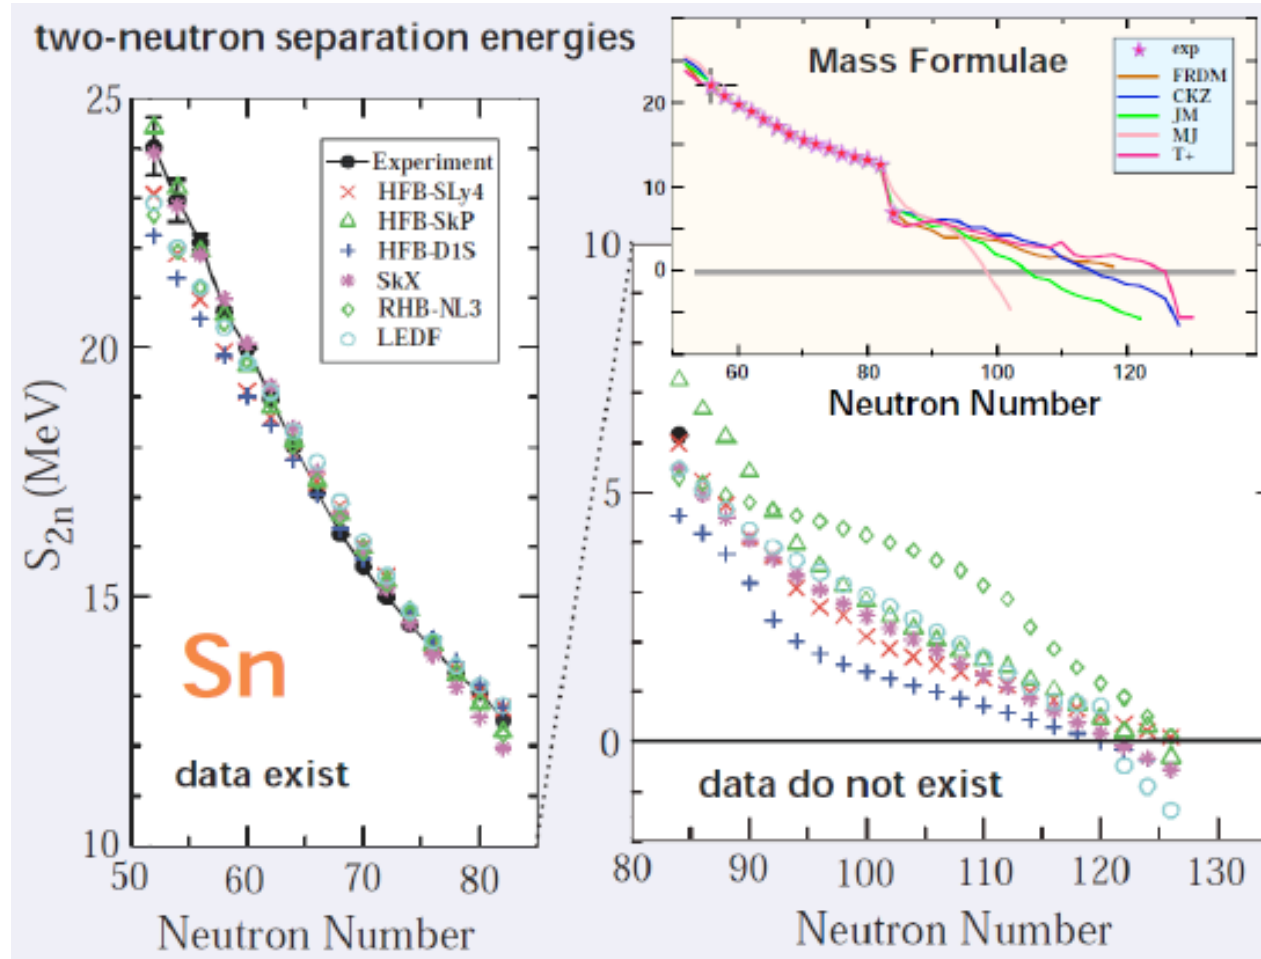 two-neutron separation energies
25
20
15
10
S2n (MeV)
Experiment
HFB-SLy4
HFB-SkP
HFB-D1S
SkX
RHB-NL3
LEDF
Sn
data exist
50 60 70 80
Neutron Number
Mass Formulae
exp
FRDM
CKZ
JM
MJ
T+
20
10
0
60 80 100 120
Neutron Number
10
5
0
data do not exist
80 90 100 110 120 130
Neutron Number